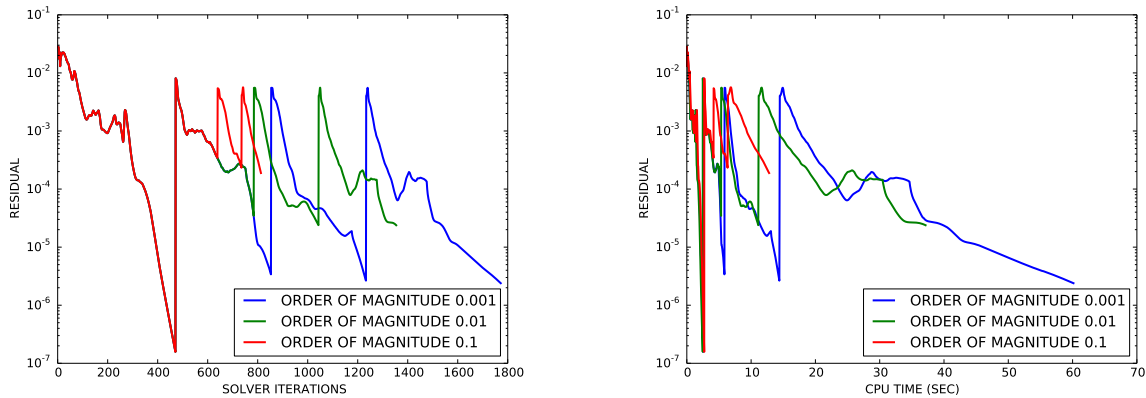 10^-1
10^-2
10^-3
10^-4
10^-5
10^-6
10^-7
RESIDUAL
0 200 400 600 800 1000 1200 1400 1600 1800
SOLVER ITERATIONS
ORDER OF MAGNITUDE 0.001
ORDER OF MAGNITUDE 0.01
ORDER OF MAGNITUDE 0.1
10^-1
10^-2
10^-3
10^-4
10^-5
10^-6
10^-7
RESIDUAL
0 10 20 30 40 50 60 70
CPU TIME (SEC)
ORDER OF MAGNITUDE 0.001
ORDER OF MAGNITUDE 0.01
ORDER OF MAGNITUDE 0.1